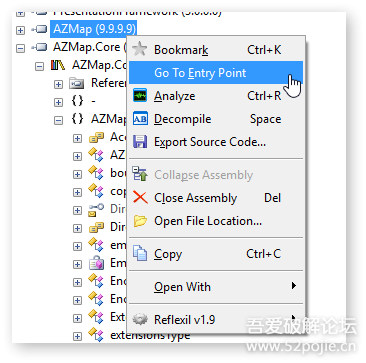 PresentationFramework (3.0.0.0)
AZMap (9.9.9.9)
AZMap.Core (
AZMap.Co
Referen
{ } -
{ } AZMap
Acc
AZ
bou
cop
Dir
Dir
em
Em
Enc
Enc
Ext
extensionsType
Bookmark Ctrl+K
Go To Entry Point
Analyze Ctrl+R
Decompile Space
Export Source Code...
Collapse Assembly
Close Assembly Del
Open File Location...
Copy Ctrl+C
Open With
Reflexil v1.9
吾爱破解论坛
www.52pojie.cn